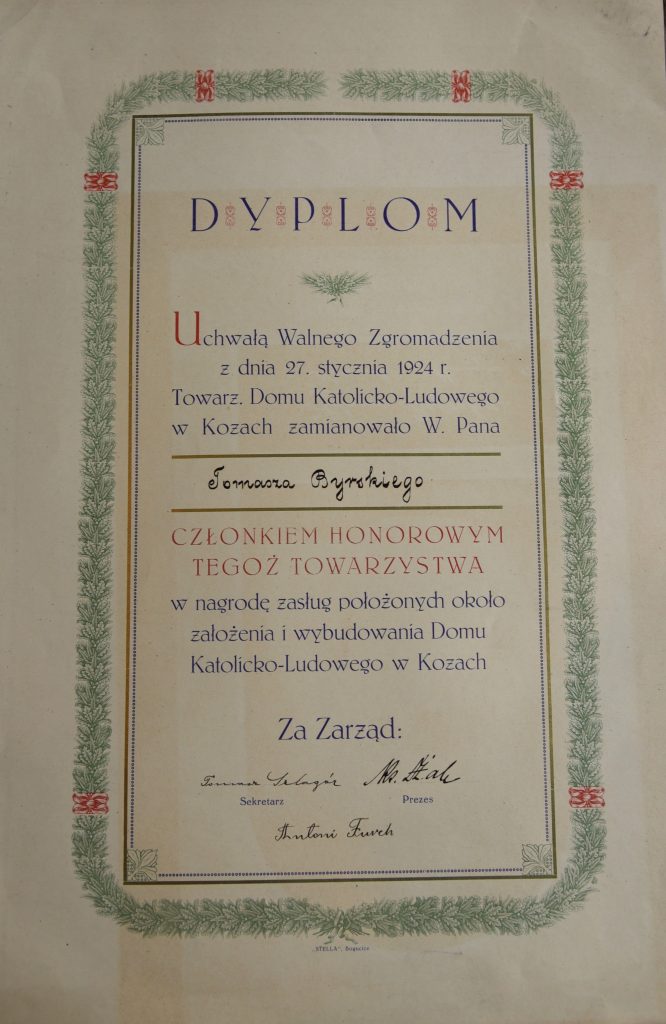 DYPLOM
Uchwałą Walnego Zgromadzenia
z dnia 27. stycznia 1924 r.
Towarz. Domu Katolicko-Ludowego
w Kozach zamianowało W. Pana
Tomasza Byrskiego
CZŁONKIEM HONOROWYM
TEGOŻ TOWARZYSTWA
w nagrodę zasług położonych około
założenia i wybudowania Domu
Katolicko-Ludowego w Kozach
Za Zarząd:
Sekretarz Prezes
Antoni
„STELLA", Bogucice